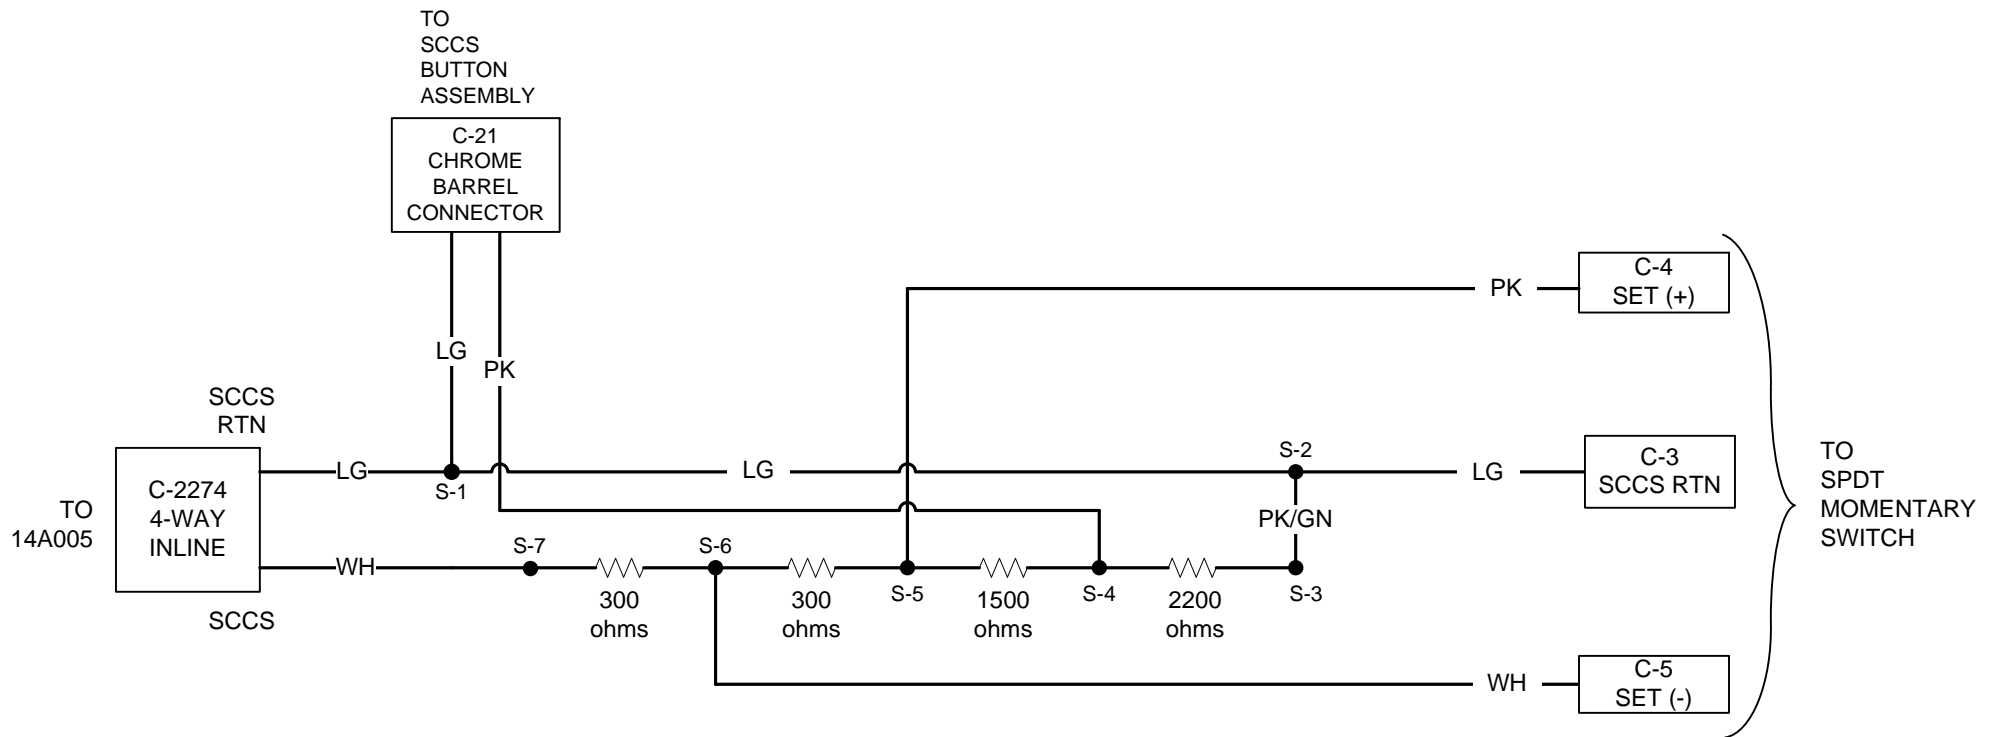 TO
SCCS
BUTTON
ASSEMBLY
C-21
CHROME
BARREL
CONNECTOR
LG
PK
SCCS
RTN
TO
14A005
C-2274
4-WAY
INLINE
SCCS
LG
S-1
LG
S-2
LG
PK/GN
WH
S-7
300
ohms
S-6
300
ohms
S-5
1500
ohms
S-4
2200
ohms
S-3
PK
C-4
SET (+)
C-3
SCCS RTN
WH
C-5
SET (-)
TO
SPDT
MOMENTARY
SWITCH